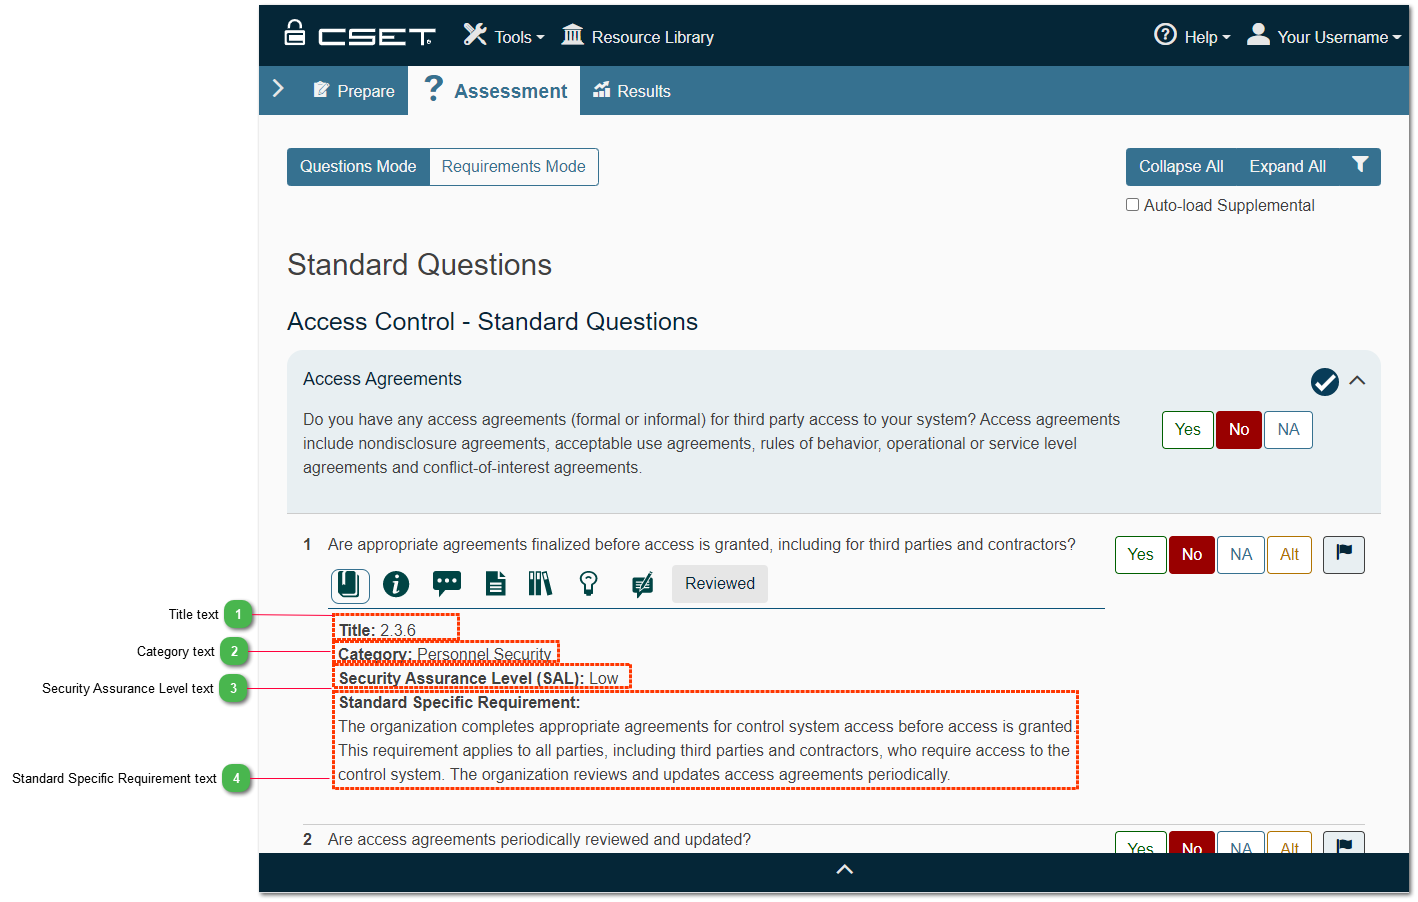 CSET
Tools
Resource Library
Help
Your Username
Prepare
? Assessment
Results
Questions Mode
Requirements Mode
Collapse All
Expand All
Auto-load Supplemental
Standard Questions
Access Control - Standard Questions
Access Agreements
Do you have any access agreements (formal or informal) for third party access to your system? Access agreements
include nondisclosure agreements, acceptable use agreements, rules of behavior, operational or service level
agreements and conflict-of-interest agreements.
Yes
No
NA
1 Are appropriate agreements finalized before access is granted, including for third parties and contractors?
Yes
No
NA
Alt
Reviewed
Title text 1
Title: 2.3.6
Category text 2
Category: Personnel Security
Security Assurance Level text 3
Security Assurance Level (SAL): Low
Standard Specific Requirement text 4
Standard Specific Requirement:
The organization completes appropriate agreements for control system access before access is granted.
This requirement applies to all parties, including third parties and contractors, who require access to the
control system. The organization reviews and updates access agreements periodically.
2 Are access agreements periodically reviewed and updated?
Yes
No
NA
Alt